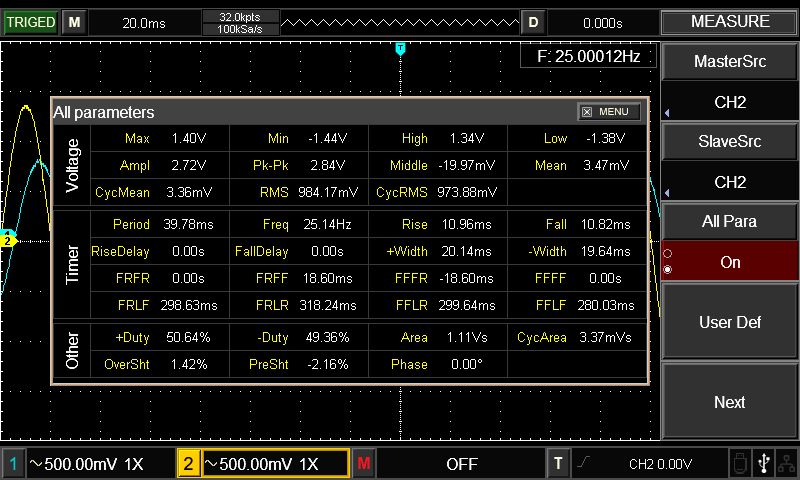 TRIGED M 20.0ms 32.0kpts D 0.000s MEASURE
100kSa/s
T F: 25.00012Hz
MasterSrc
CH2
SlaveSrc
CH2
All Para
On
User Def
Next
All parameters MENU
Voltage
Max 1.40V Min -1.44V High 1.34V Low -1.38V
Ampl 2.72V Pk-Pk 2.84V Middle -19.97mV Mean 3.47mV
CycMean 3.36mV RMS 984.17mV CycRMS 973.88mV
Timer
Period 39.78ms Freq 25.14Hz Rise 10.96ms Fall 10.82ms
RiseDelay 0.00s FallDelay 0.00s +Width 20.14ms -Width 19.64ms
FRFR 0.00s FRFF 18.60ms FFFR -18.60ms FFFF 0.00s
FRLF 298.63ms FRLR 318.24ms FFLR 299.64ms FFLF 280.03ms
Other
+Duty 50.64% -Duty 49.36% Area 1.11Vs CycArea 3.37mVs
OverSht 1.42% PreSht -2.16% Phase 0.00°
2
1 ~500.00mV 1X 2 ~500.00mV 1X M OFF T CH2 0.00V